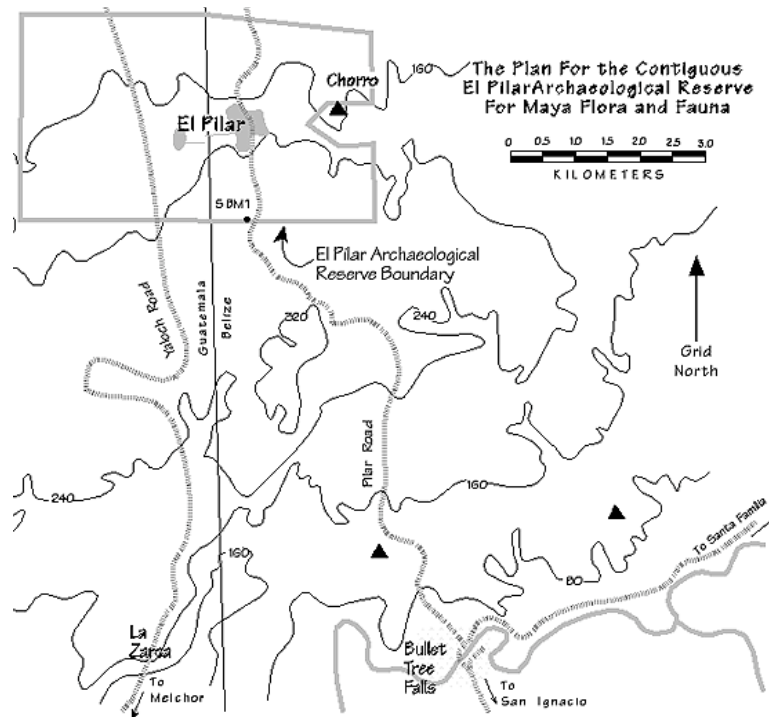 160
The Plan For the Contiguous
El PilarArchaeological Reserve
For Maya Flora and Fauna
Chorro
El Pilar
0 0.5 1.0 1.5 2.0 2.5 3.0
KILOMETERS
SBM1
El Pilar Archaeological
Reserve Boundary
Yaloch Road
Guatemala
Belize
320
240
Grid
North
Pilar Road
240
160
160
80
To Santa Familia
La
Zarca
To
Melchor
Bullet
Tree
Falls
To
San Ignacio